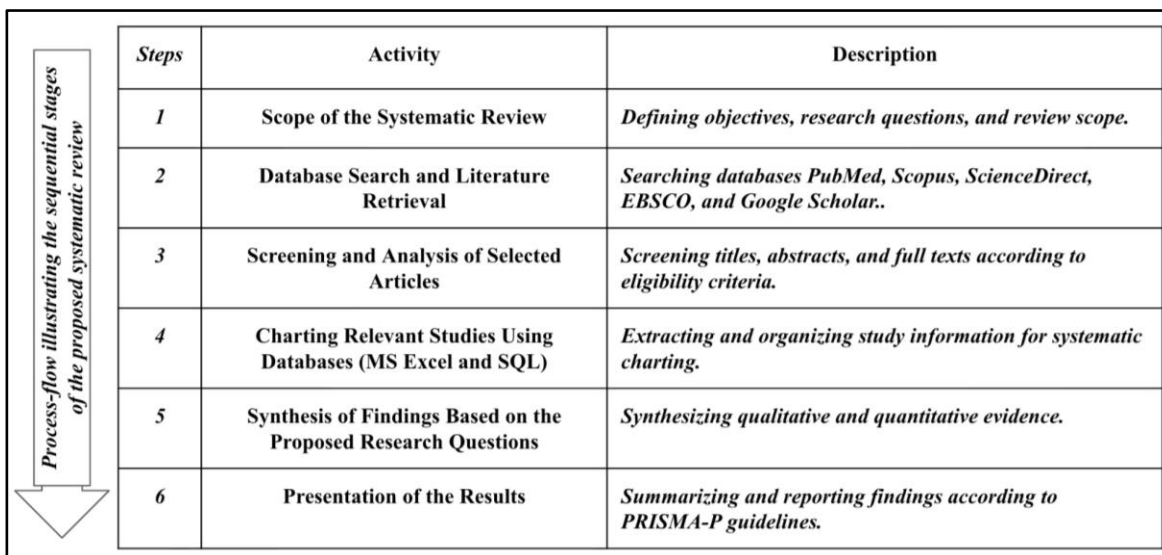 Process-flow illustrating the sequential stages
of the proposed systematic review
Steps
Activity
Description
1
Scope of the Systematic Review
Defining objectives, research questions, and review scope.
2
Database Search and Literature
Retrieval
Searching databases PubMed, Scopus, ScienceDirect,
EBSCO, and Google Scholar..
3
Screening and Analysis of Selected
Articles
Screening titles, abstracts, and full texts according to
eligibility criteria.
4
Charting Relevant Studies Using
Databases (MS Excel and SQL)
Extracting and organizing study information for systematic
charting.
5
Synthesis of Findings Based on the
Proposed Research Questions
Synthesizing qualitative and quantitative evidence.
6
Presentation of the Results
Summarizing and reporting findings according to
PRISMA-P guidelines.